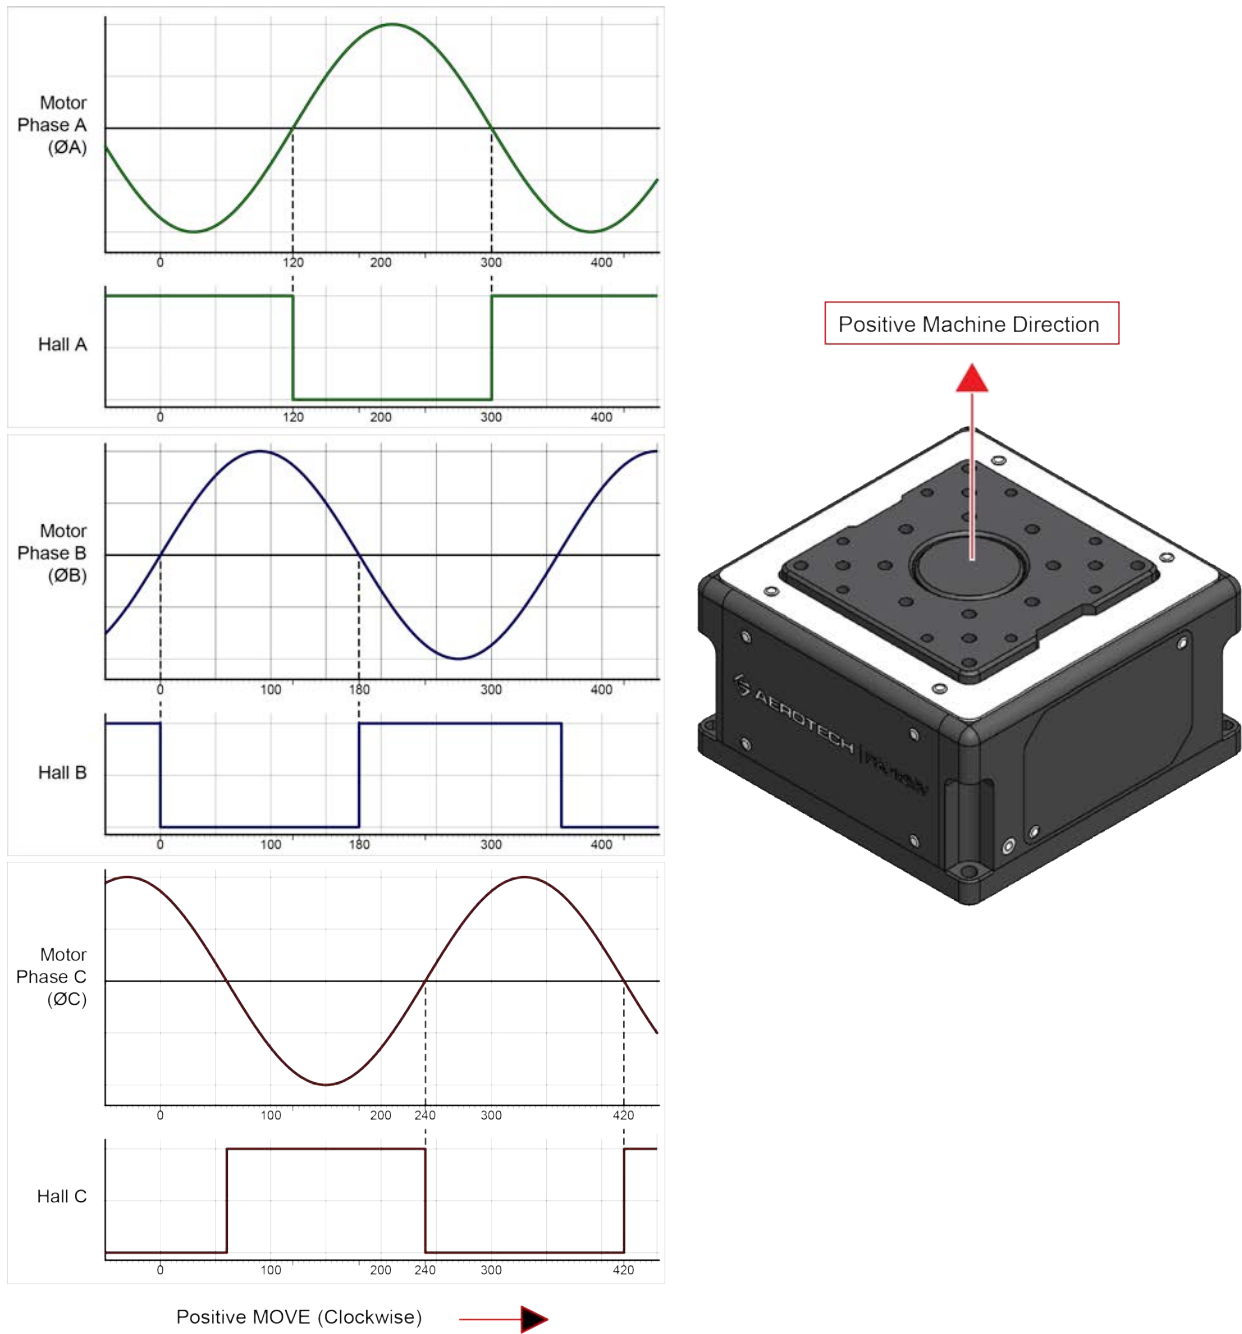 Motor
Phase A
(ØA)
0 120 200 300 400
Hall A
0 120 200 300 400
Motor
Phase B
(ØB)
0 100 180 300 400
Hall B
0 100 180 300 400
Motor
Phase C
(ØC)
0 100 200 240 300 420
Hall C
0 100 200 240 300 420
Positive MOVE (Clockwise)
Positive Machine Direction
AEROTECH